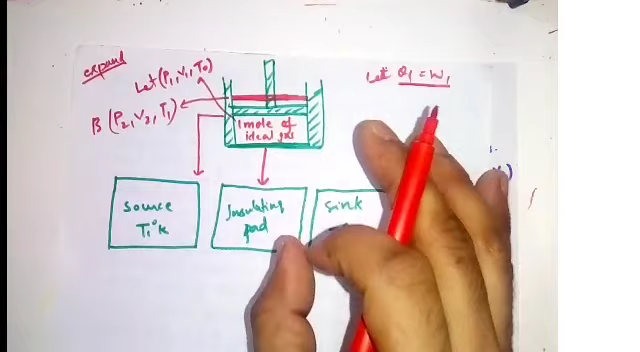 expand
Let (P₁,V₁,T₀)
Let Q₁ = W₁
B (P₂,V₂,T₁)
1 mole of
ideal gas
Source
T₁°K
Insulating
pad
Sink